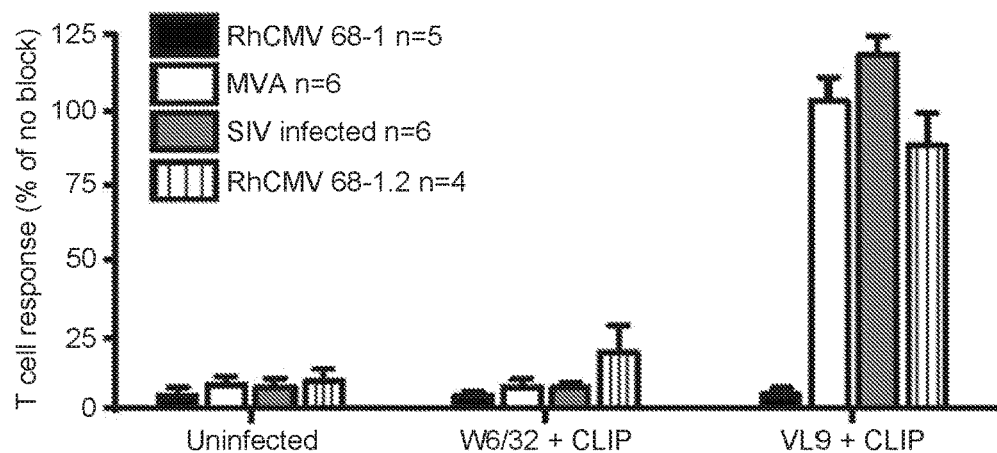 T cell response (% of no block)
125
100
75
50
25
0
RhCMV 68-1 n=5
MVA n=6
SIV infected n=6
RhCMV 68-1.2 n=4
Uninfected
W6/32 + CLIP
VL9 + CLIP